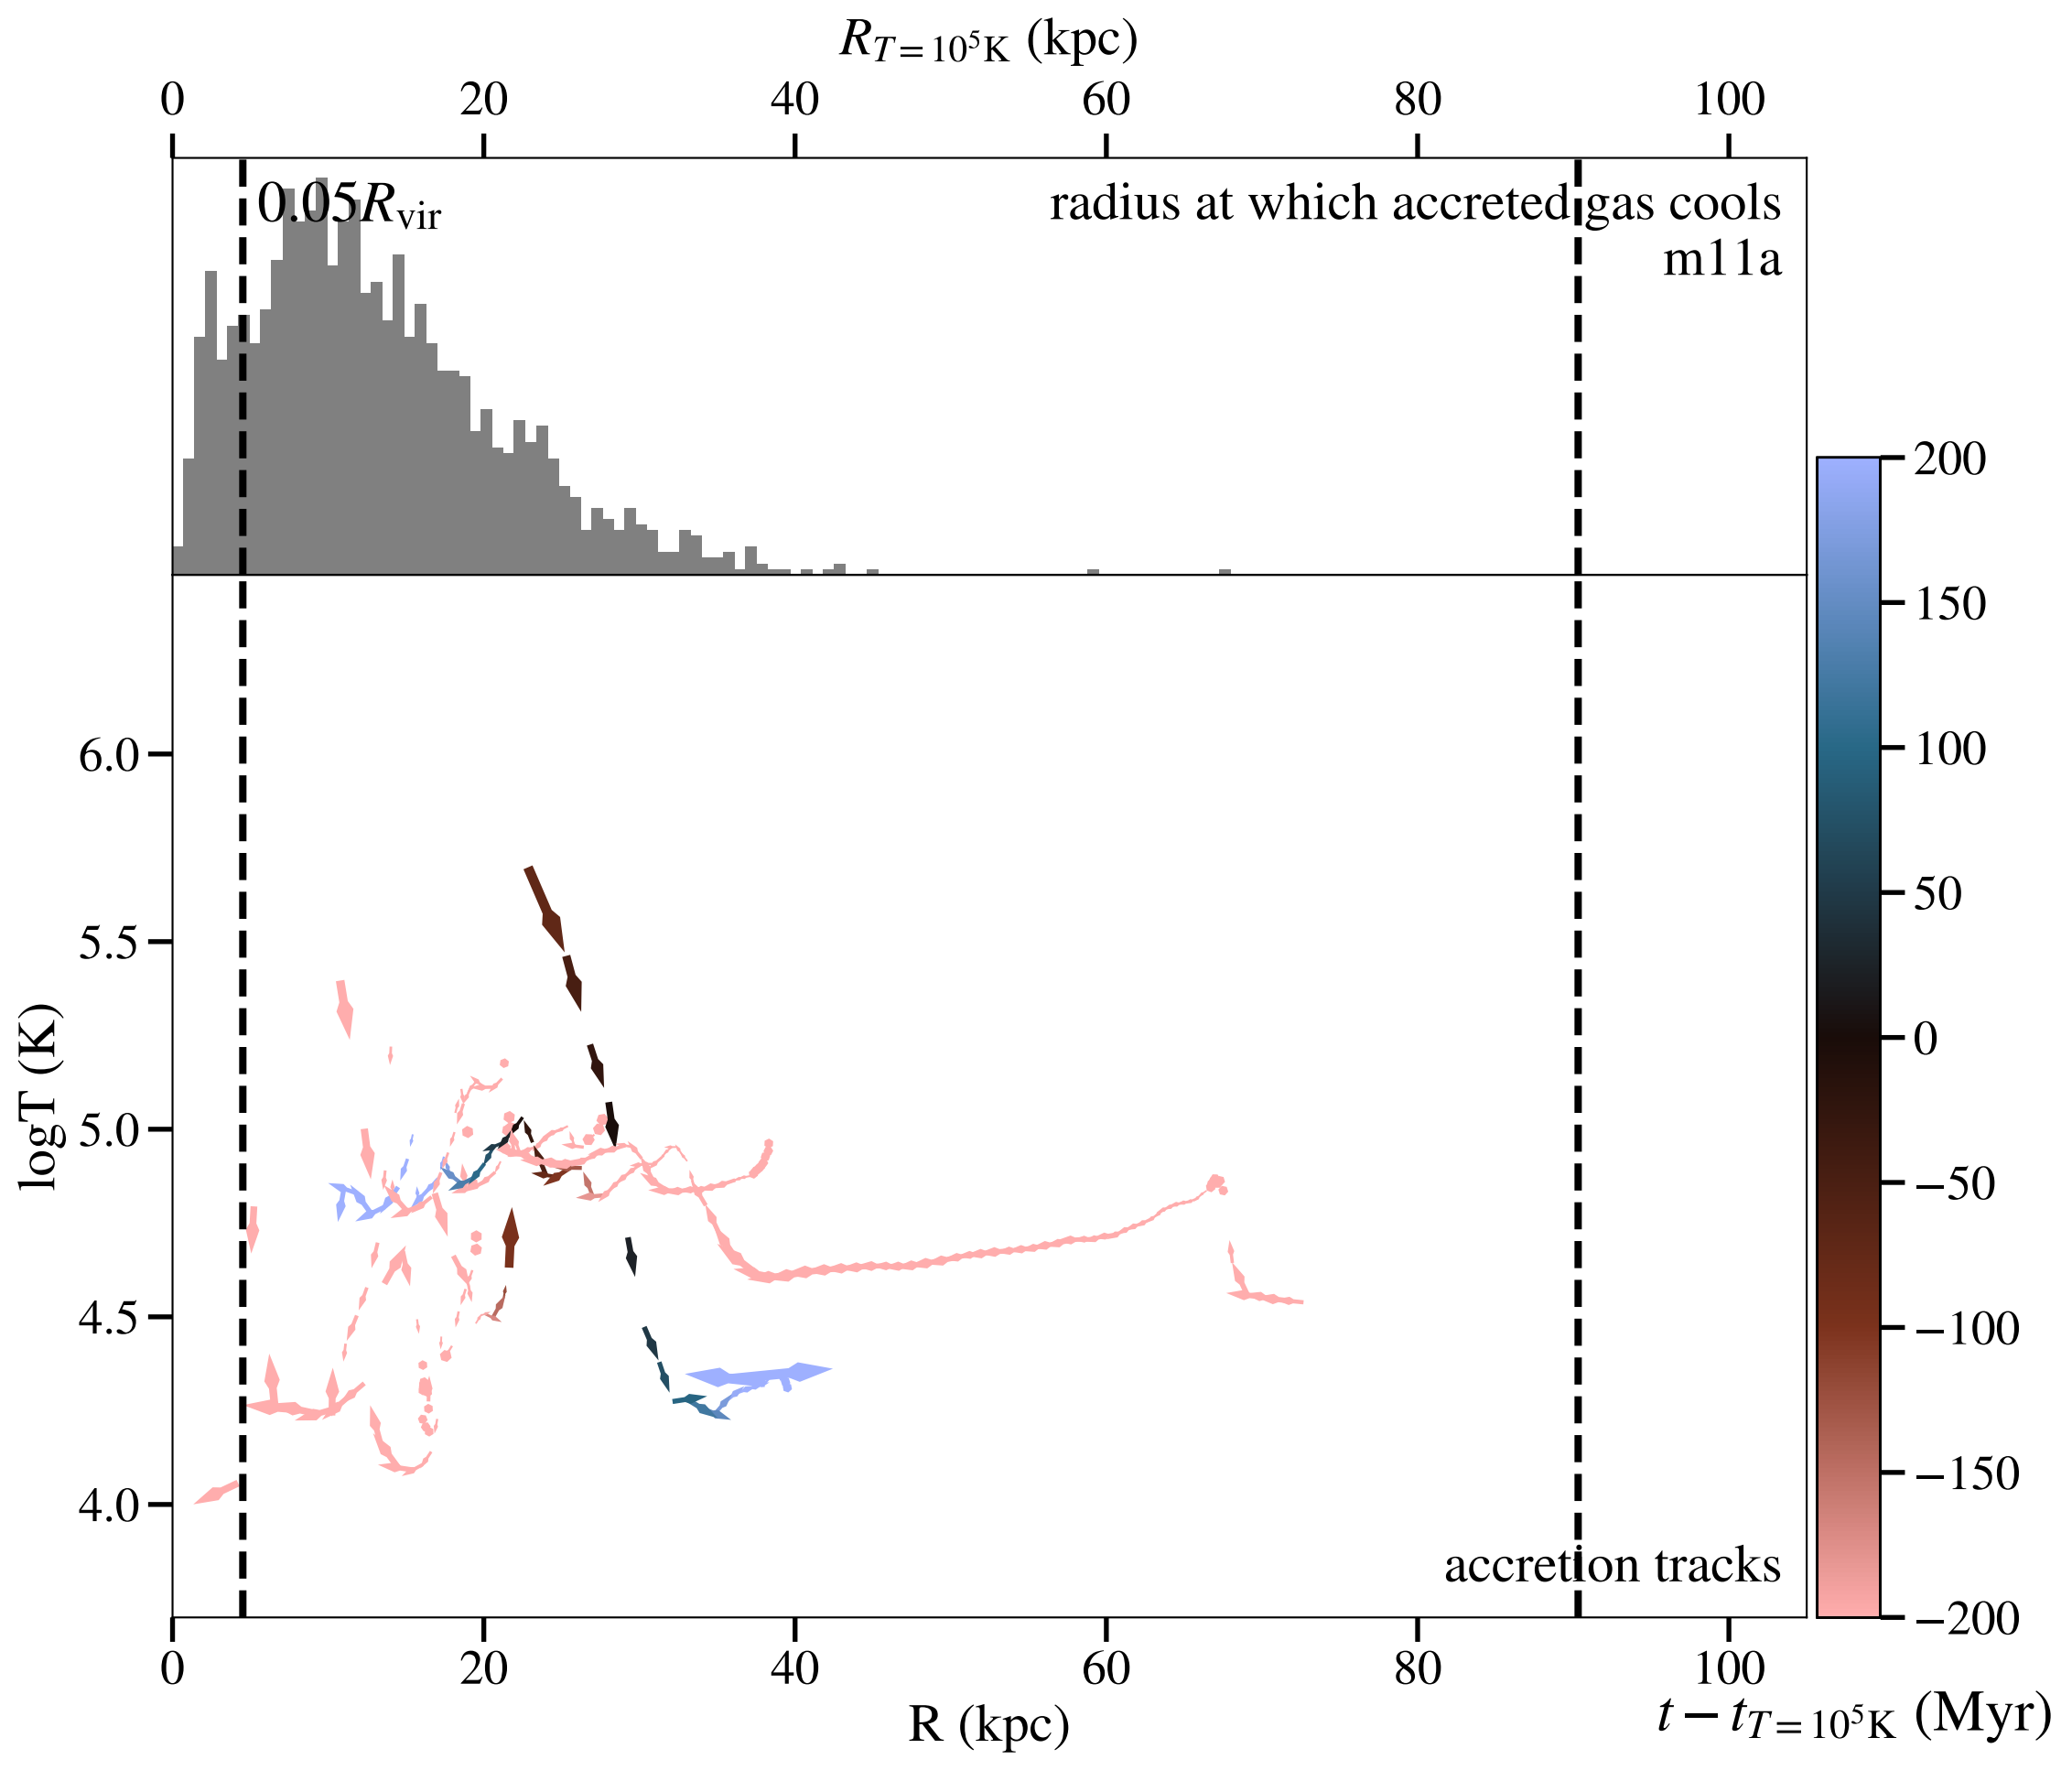 R_{T=10^5K} (kpc)
0 20 40 60 80 100
0.05R_vir
radius at which accreted gas cools
m11a
200
150
100
50
0
−50
−100
−150
−200
6.0
5.5
5.0
4.5
4.0
logT (K)
accretion tracks
0 20 40 60 80 100
R (kpc)
t − t_{T=10^5K} (Myr)